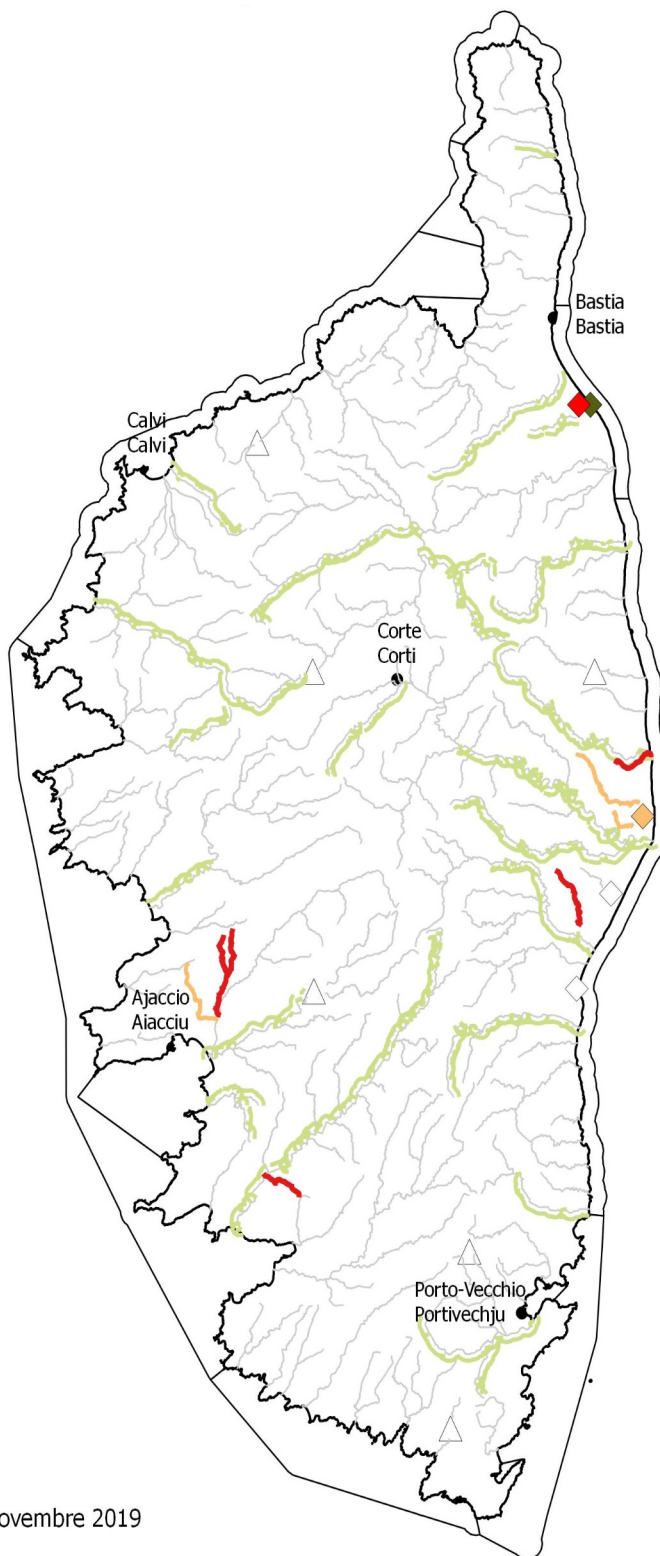 Bastia
Bastia
Calvi
Calvi
Corte
Corti
Ajaccio
Aiacciu
Porto-Vecchio
Portivechju
ovembre 2019